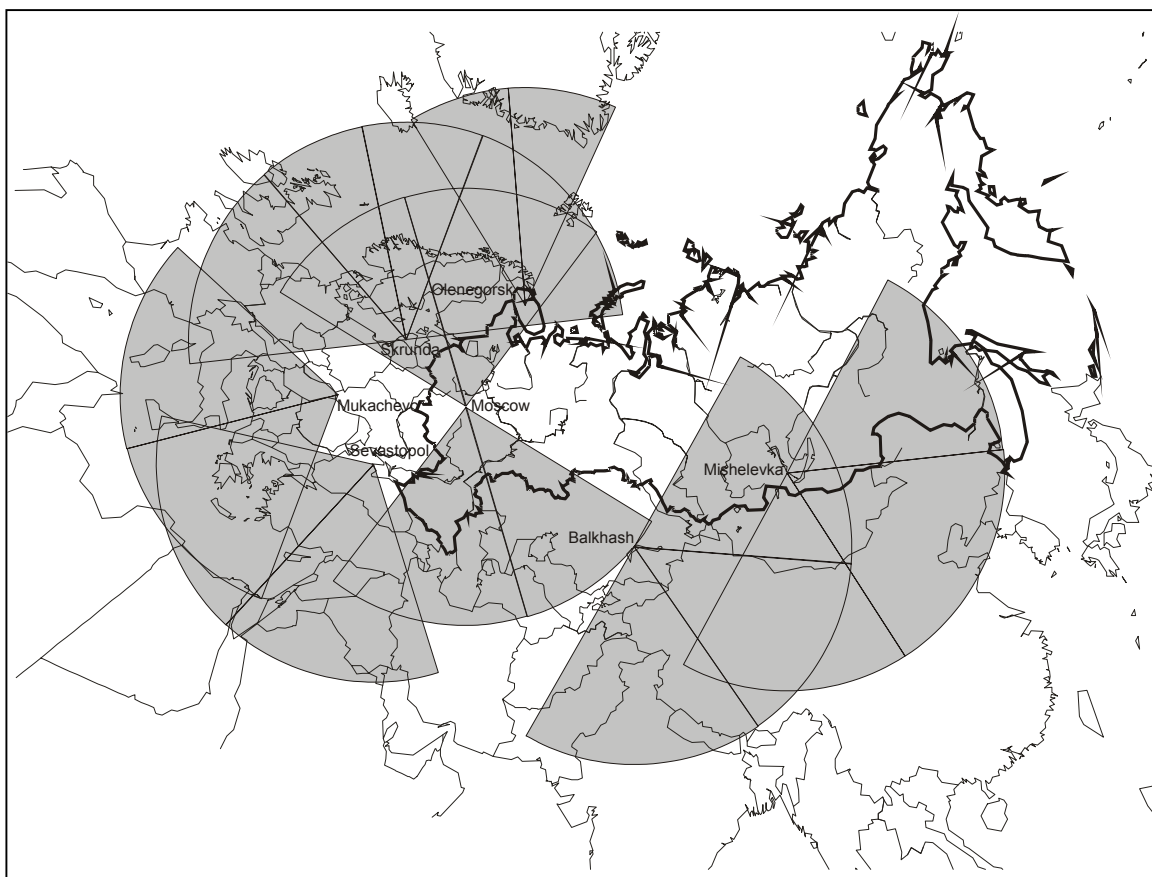 Olenegorsk
Skrunda
Mukachevo
Moscow
Sevastopol
Mishelevka
Balkhash